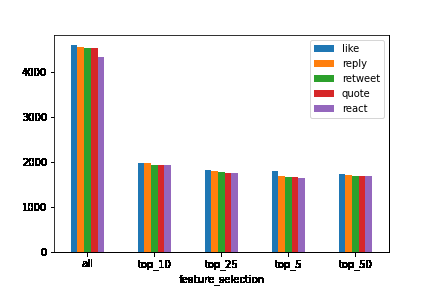 like
reply
retweet
quote
react
4000
3000
2000
1000
0
all top_10 top_25 top_5 top_50
feature_selection